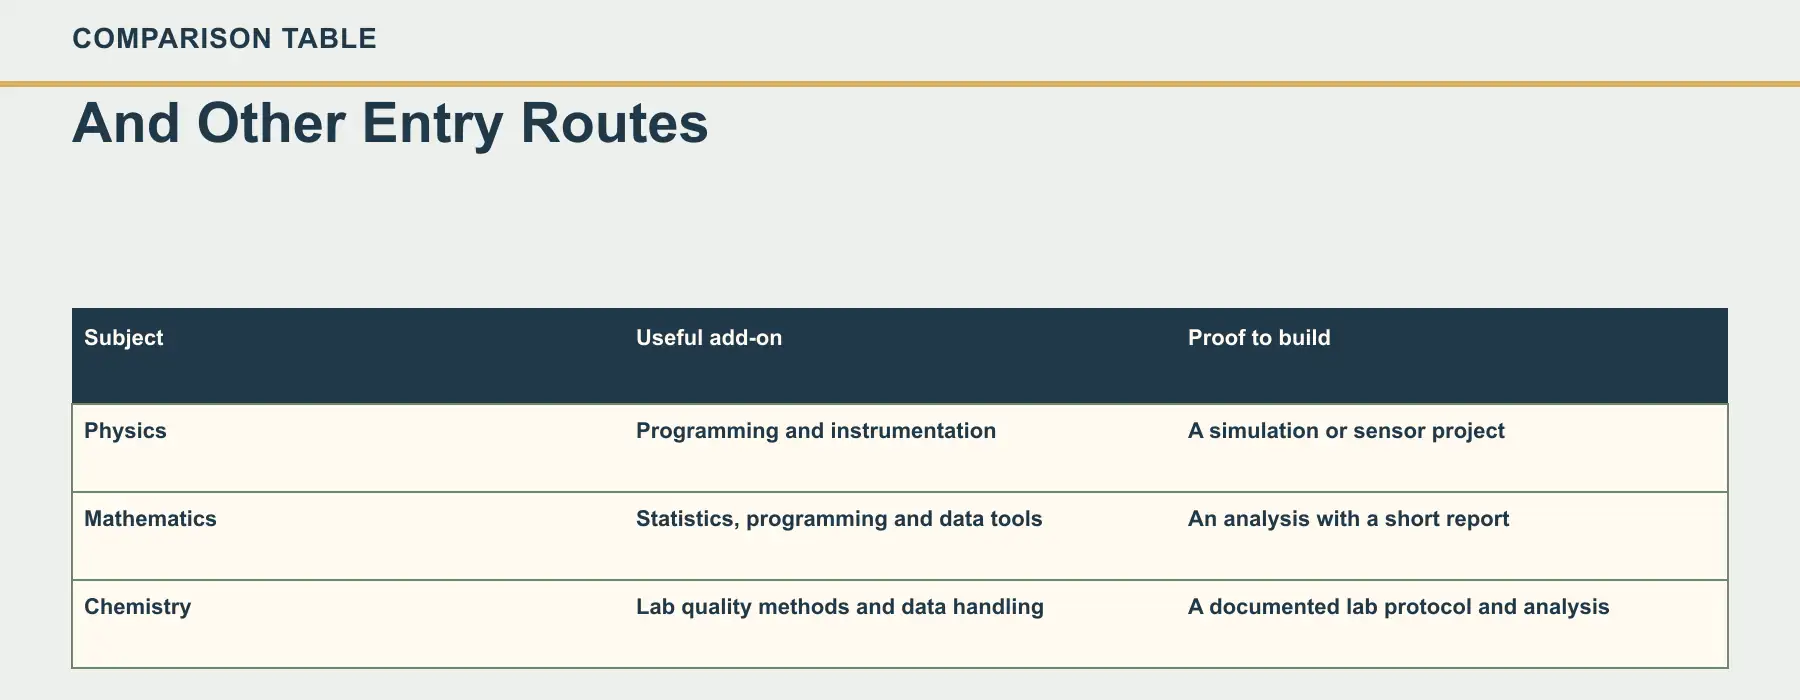 COMPARISON TABLE
And Other Entry Routes
Subject Useful add-on Proof to build
Physics Programming and instrumentation A simulation or sensor project
Mathematics Statistics, programming and data tools An analysis with a short report
Chemistry Lab quality methods and data handling A documented lab protocol and analysis